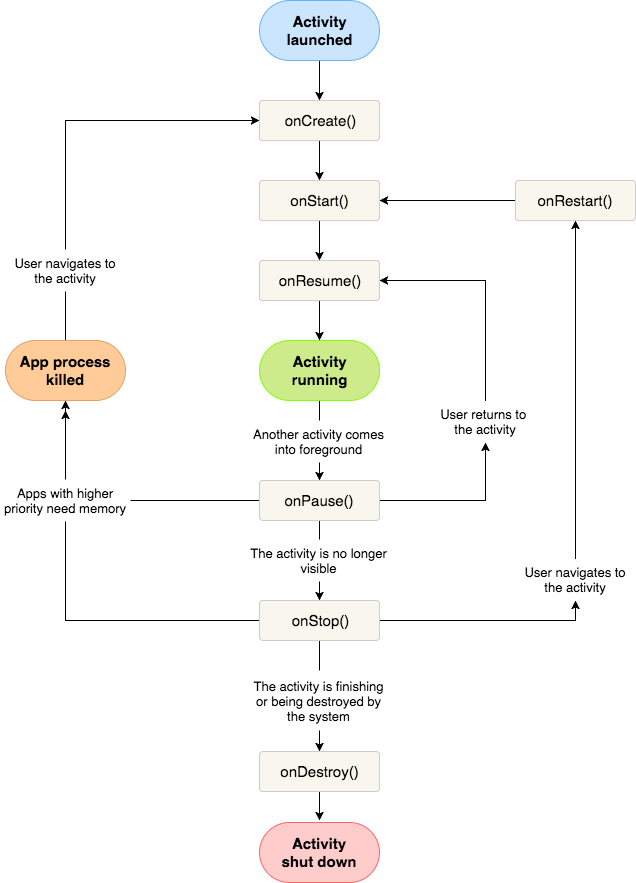 Activity
launched
onCreate()
onStart()
onRestart()
User navigates to
the activity
onResume()
App process
killed
Activity
running
User returns to
the activity
Another activity comes
into foreground
Apps with higher
priority need memory
onPause()
The activity is no longer
visible
User navigates to
the activity
onStop()
The activity is finishing
or being destroyed by
the system
onDestroy()
Activity
shut down